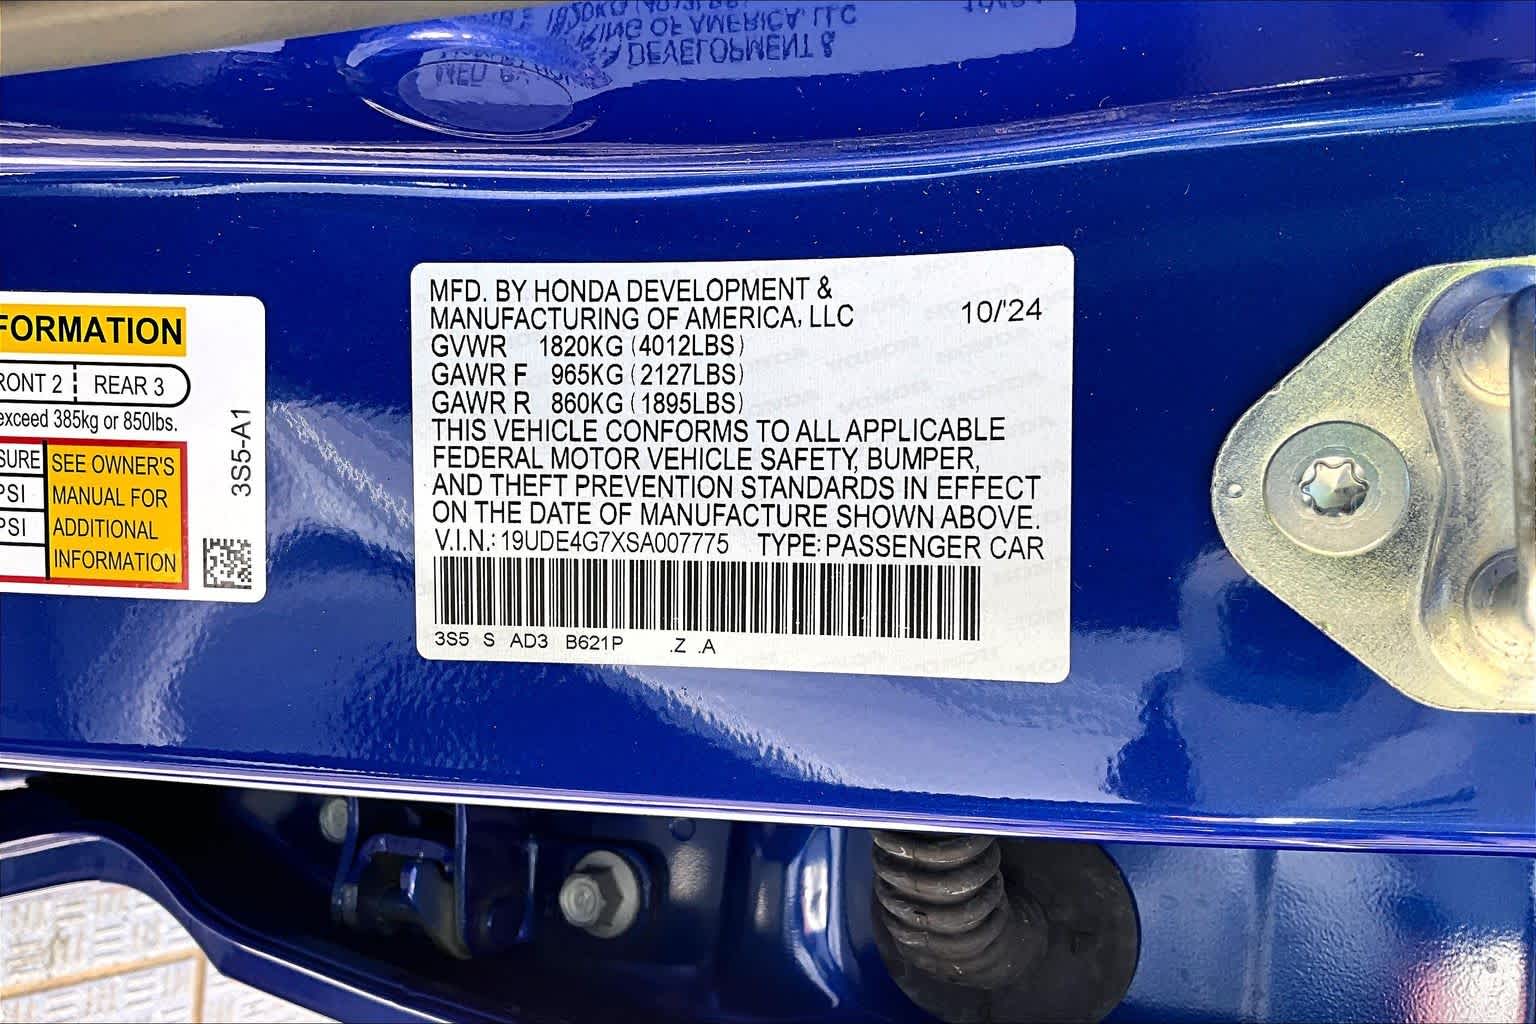 FORMATION
RONT 2 REAR 3
exceed 385kg or 850lbs.
SURE
PSI
PSI
SEE OWNER'S
MANUAL FOR
ADDITIONAL
INFORMATION
3S5-A1
MFD. BY HONDA DEVELOPMENT &
MANUFACTURING OF AMERICA, LLC 10/'24
GVWR 1820KG (4012LBS)
GAWR F 965KG (2127LBS)
GAWR R 860KG (1895LBS)
THIS VEHICLE CONFORMS TO ALL APPLICABLE
FEDERAL MOTOR VEHICLE SAFETY, BUMPER,
AND THEFT PREVENTION STANDARDS IN EFFECT
ON THE DATE OF MANUFACTURE SHOWN ABOVE.
V.I.N.: 19UDE4G7XSA007775 TYPE: PASSENGER CAR
3S5 S AD3 B621P .Z .A